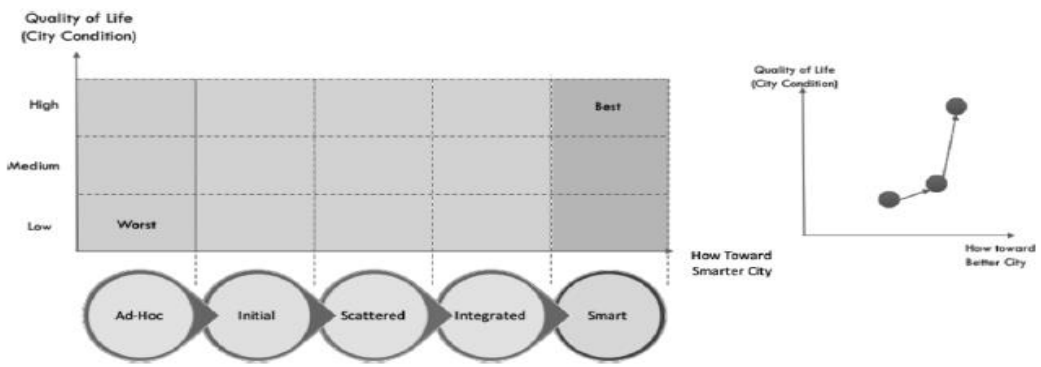 Quality of Life
(City Condition)
High
Medium
Low
Best
Worst
How Toward
Smarter City
Ad-Hoc
Initial
Scattered
Integrated
Smart
Quality of Life
(City Condition)
How toward
Better City